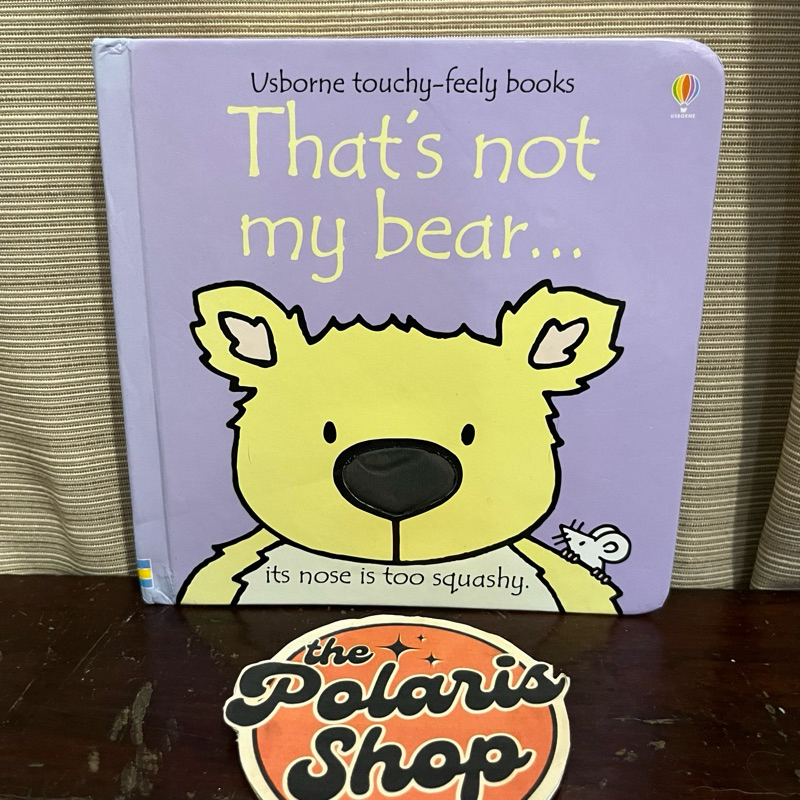 Usborne touchy-feely books
USBORNE
That's not
my bear...
its nose is too squashy.
the
Polaris
Shop